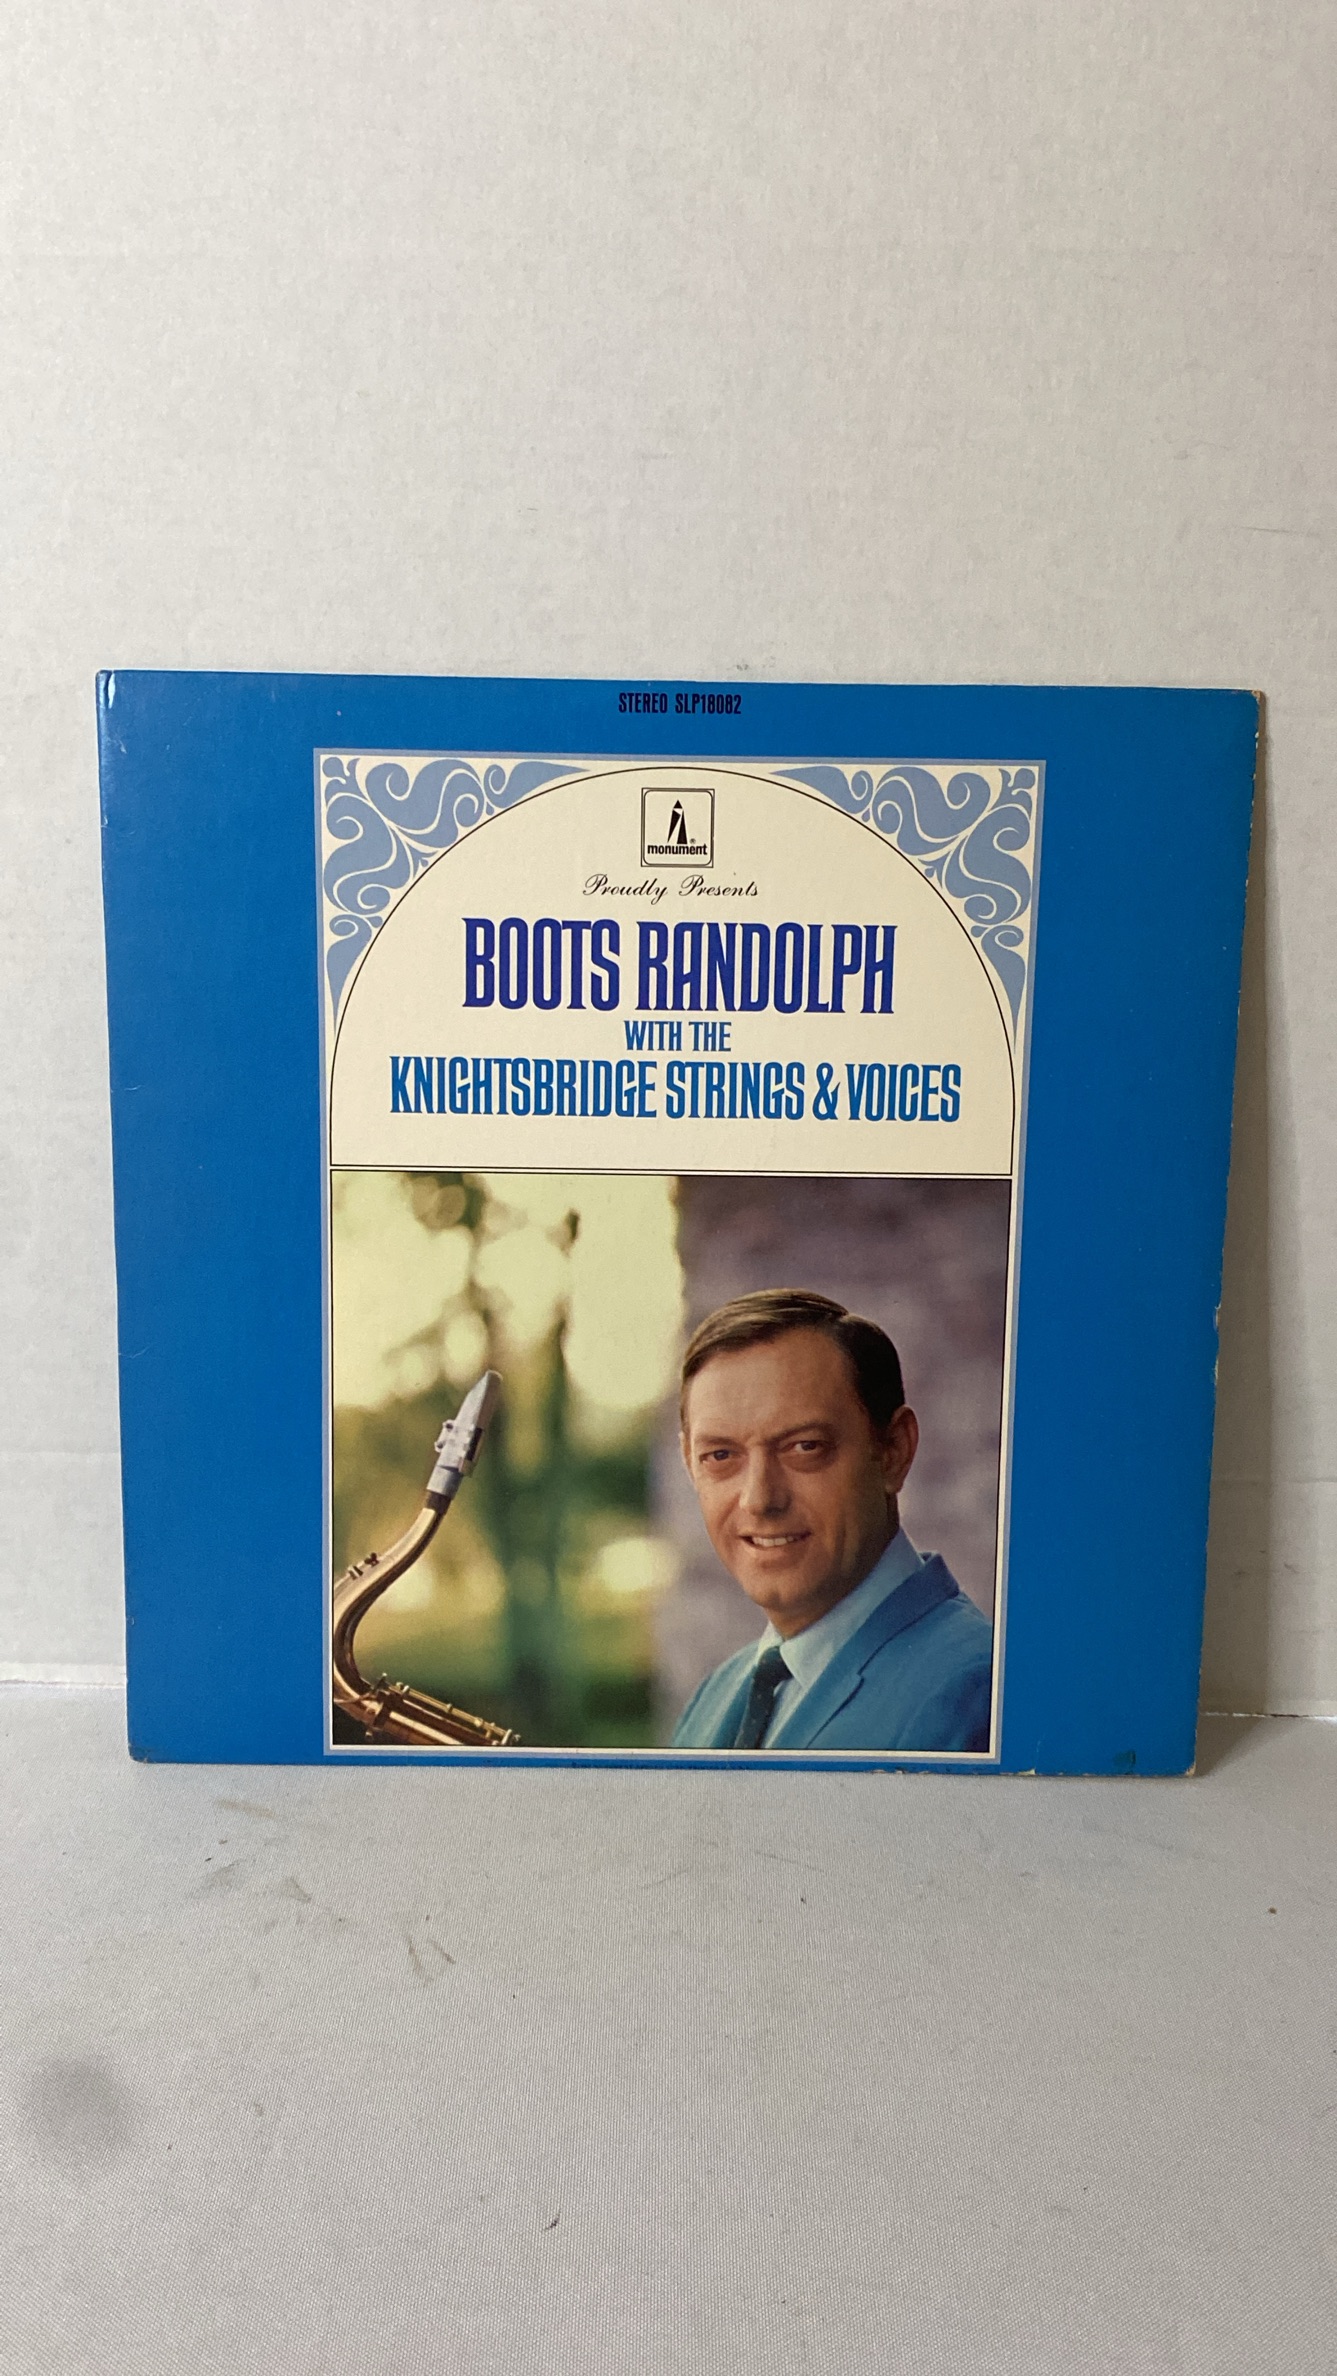 STEREO SLP18082
monument®
Proudly Presents
BOOTS RANDOLPH
WITH THE
KNIGHTSBRIDGE STRINGS & VOICES